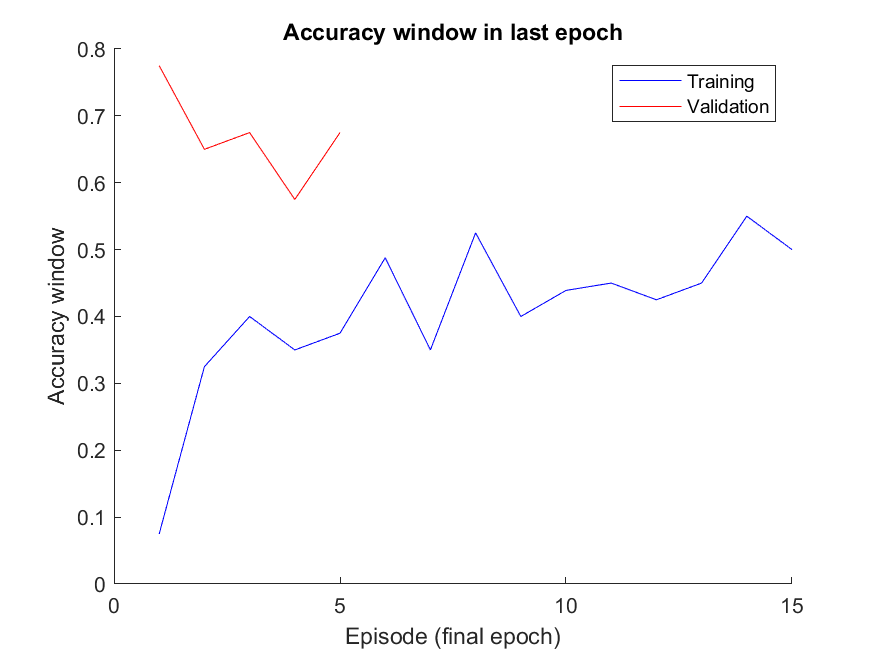 Accuracy window in last epoch
0.8
0.7
0.6
0.5
0.4
0.3
0.2
0.1
0
Accuracy window
Training
Validation
0
5
10
15
Episode (final epoch)